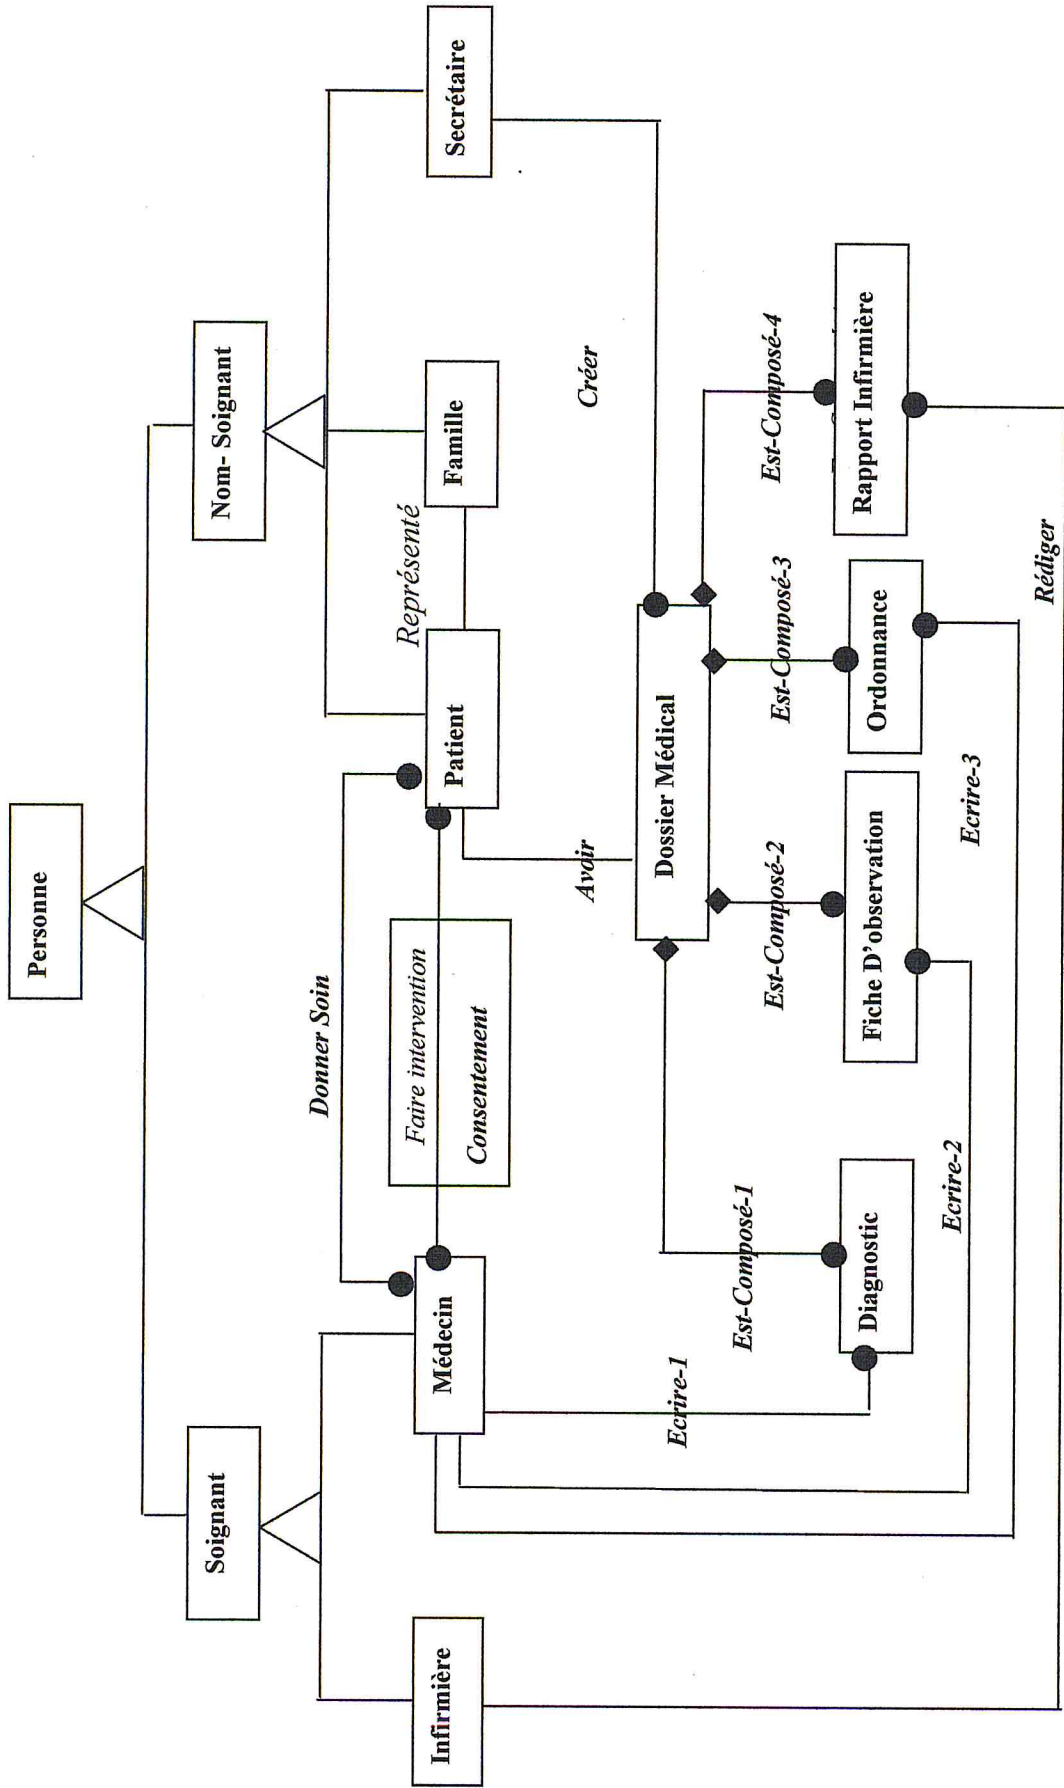 Personne
Soignant
Nom- Soignant
Donner Soin
Infirmière
Médecin
Faire intervention
Consentement
Patient
Représenté
Famille
Secrétaire
Avoir
Créer
Dossier Médical
Ecrire-1
Est-Composé-1
Est-Composé-2
Est-Composé-3
Est-Composé-4
Diagnostic
Fiche D'observation
Ordonnance
Rapport Infirmière
Ecrire-2
Ecrire-3
Rédiger